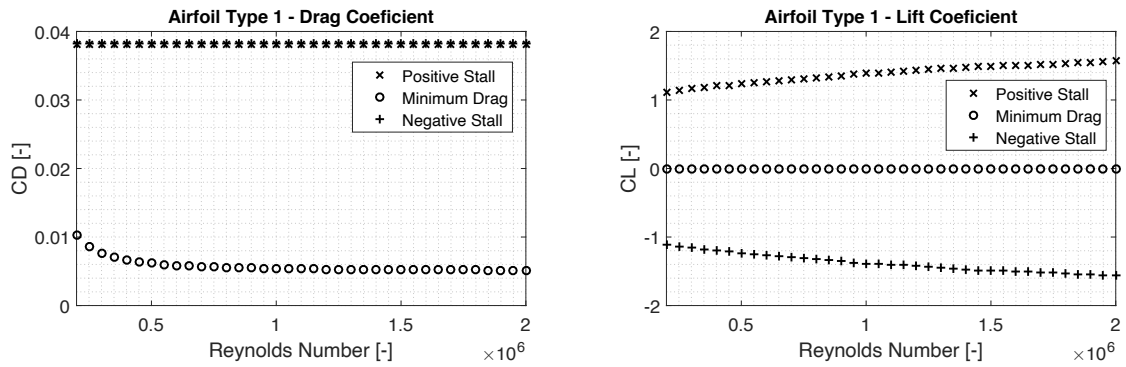 Airfoil Type 1 - Drag Coeficient
0.04
0.03
0.02
0.01
0
CD [-]
Positive Stall
Minimum Drag
Negative Stall
0.5
1
1.5
2
Reynolds Number [-]
×10^6
Airfoil Type 1 - Lift Coeficient
2
1
0
-1
-2
CL [-]
Positive Stall
Minimum Drag
Negative Stall
0.5
1
1.5
2
Reynolds Number [-]
×10^6